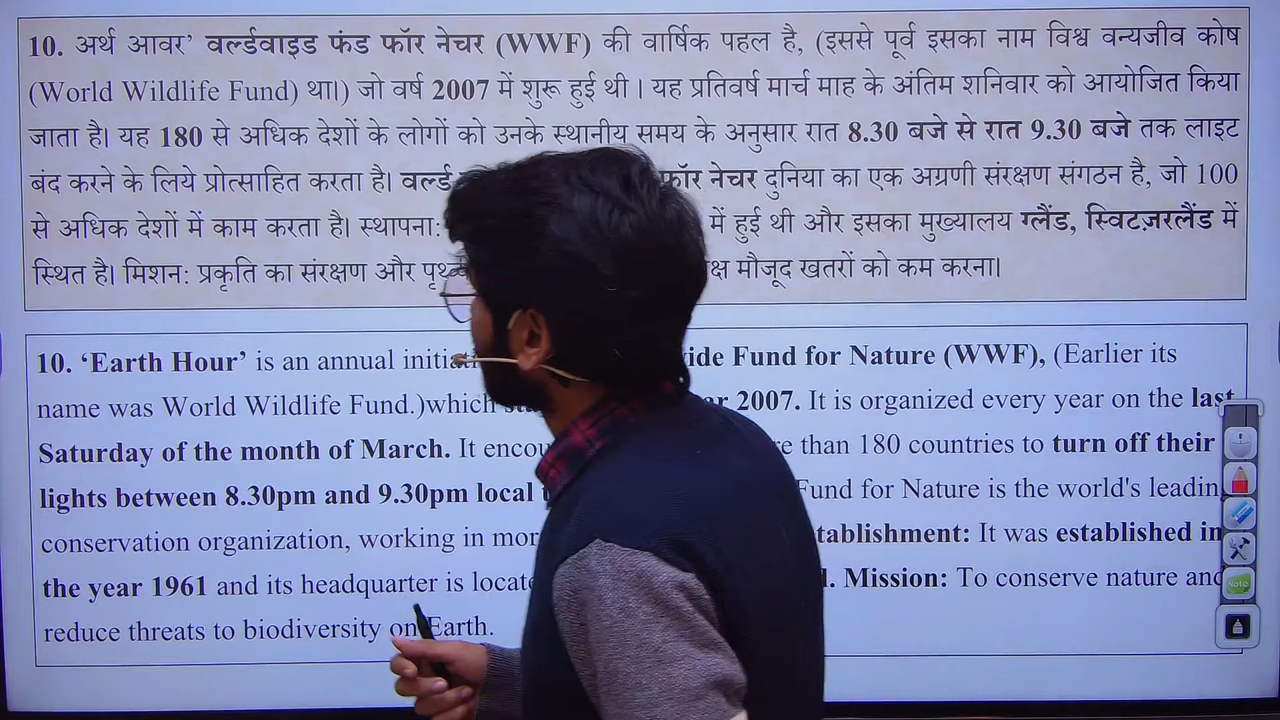 10. अर्थ आवर’ वर्ल्डवाइड फंड फॉर नेचर (WWF) की वार्षिक पहल है, (इससे पूर्व इसका नाम विश्व वन्यजीव कोष
(World Wildlife Fund) था।) जो वर्ष 2007 में शुरू हुई थी । यह प्रतिवर्ष मार्च माह के अंतिम शनिवार को आयोजित किया
जाता है। यह 180 से अधिक देशों के लोगों को उनके स्थानीय समय के अनुसार रात 8.30 बजे से रात 9.30 बजे तक लाइट
बंद करने के लिये प्रोत्साहित करता है। वर्ल्ड फॉर नेचर दुनिया का एक अग्रणी संरक्षण संगठन है, जो 100
से अधिक देशों में काम करता है। स्थापना: में हुई थी और इसका मुख्यालय ग्लैंड, स्विटज़रलैंड में
स्थित है। मिशन: प्रकृति का संरक्षण और मौजूद खतरों को कम करना।
10. ‘Earth Hour’ is an annual Fund for Nature (WWF), (Earlier its
name was World Wildlife Fund.)which 2007. It is organized every year on the last
Saturday of the month of March. It than 180 countries to turn off their
lights between 8.30pm and 9.30pm local Fund for Nature is the world's leading
conservation organization, working in It was established in
the year 1961 and its headquarter is Mission: To conserve nature and
reduce threats to biodiversity on Earth.
Note